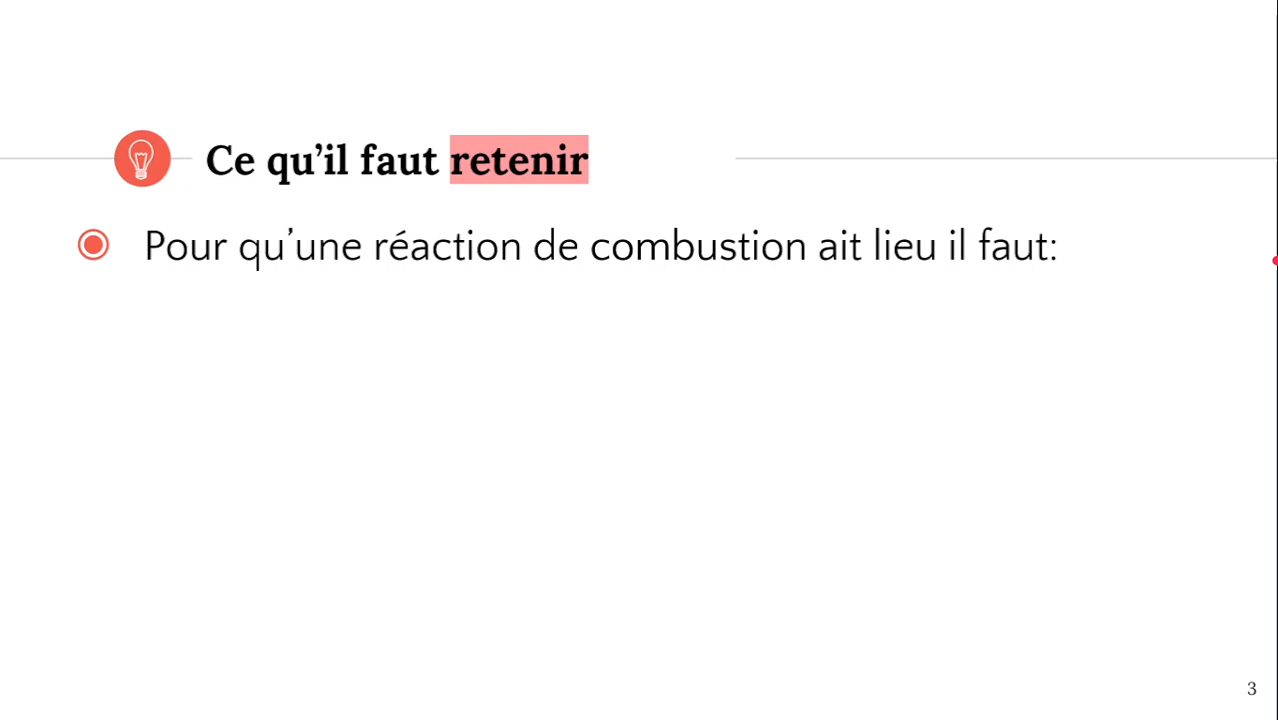 Ce qu’il faut retenir
Pour qu’une réaction de combustion ait lieu il faut:
3